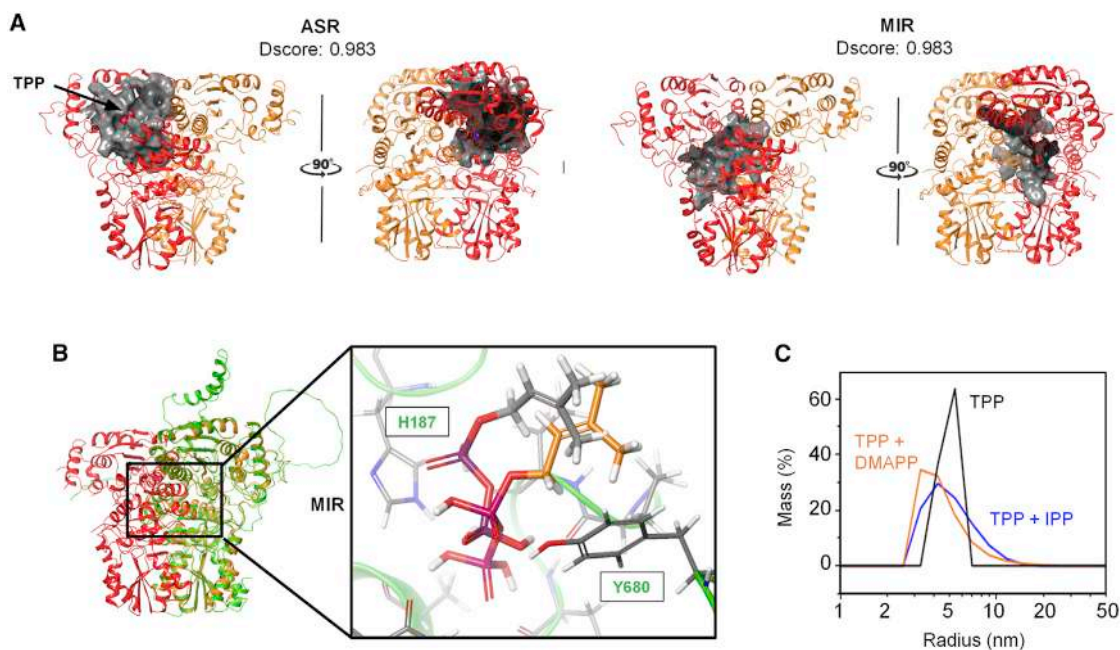 A
ASR
Dscore: 0.983
MIR
Dscore: 0.983
TPP
90°
90°
B
MIR
H187
Y680
C
Mass (%)
60
40
20
0
TPP
TPP +
DMAPP
TPP + IPP
1
2
5
10
20
50
Radius (nm)